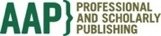 AAP
PROFESSIONAL
AND SCHOLARLY
PUBLISHING